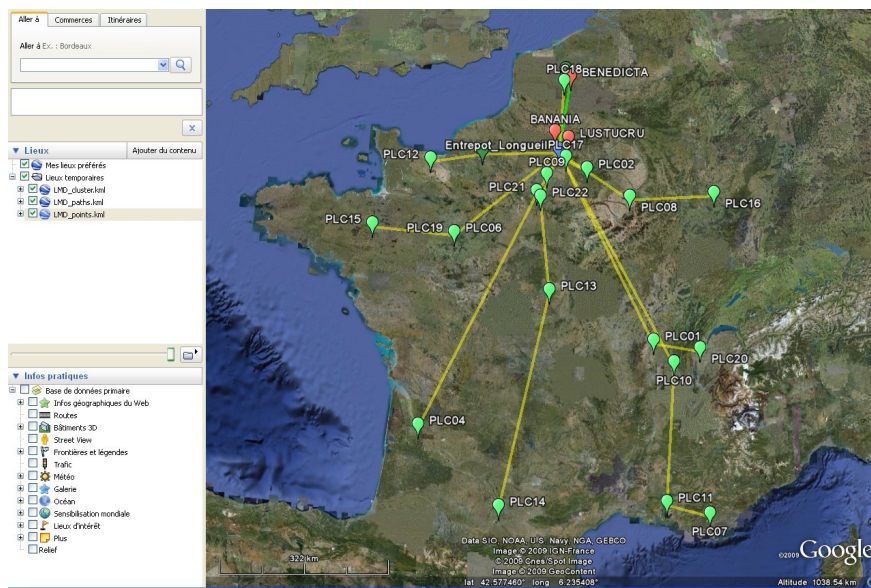 Aller à
Commerces
Itinéraires
Aller à Ex. : Bordeaux
Lieux
Ajouter du contenu
Mes lieux préférés
Lieux temporaires
LMD_cluster.kml
LMD_paths.kml
LMD_points.kml
Infos pratiques
Base de données primaire
Infos géographiques du Web
Routes
Bâtiments 3D
Street View
Frontières et légendes
Trafic
Météo
Galerie
Océan
Sensibilisation mondiale
Lieux d'intérêt
Plus
Relief
PLC18
BENEDICTA
BANANIA
LUSTUCRU
Entrepot_Longueil
PLC17
PLC12
PLC09
PLC02
PLC21
PLC22
PLC08
PLC16
PLC15
PLC19
PLC06
PLC13
PLC01
PLC20
PLC10
PLC04
PLC14
PLC11
PLC07
322 km
Data SIO, NOAA, U.S. Navy, NGA, GEBCO
Image © 2009 IGN-France
© 2009 Cnes/Spot Image
Image © 2009 GeoContent
lat 42.577460° long 6.235408°
©2009 Google
Altitude 1038.54 km